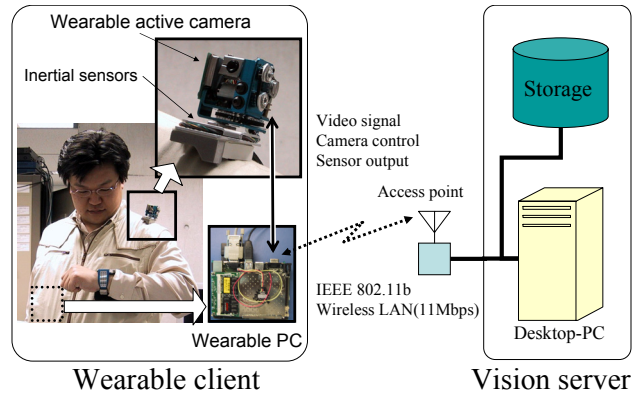 Wearable active camera
Inertial sensors
Video signal
Camera control
Sensor output
Access point
IEEE 802.11b
Wireless LAN(11Mbps)
Wearable PC
Wearable client
Storage
Desktop-PC
Vision server